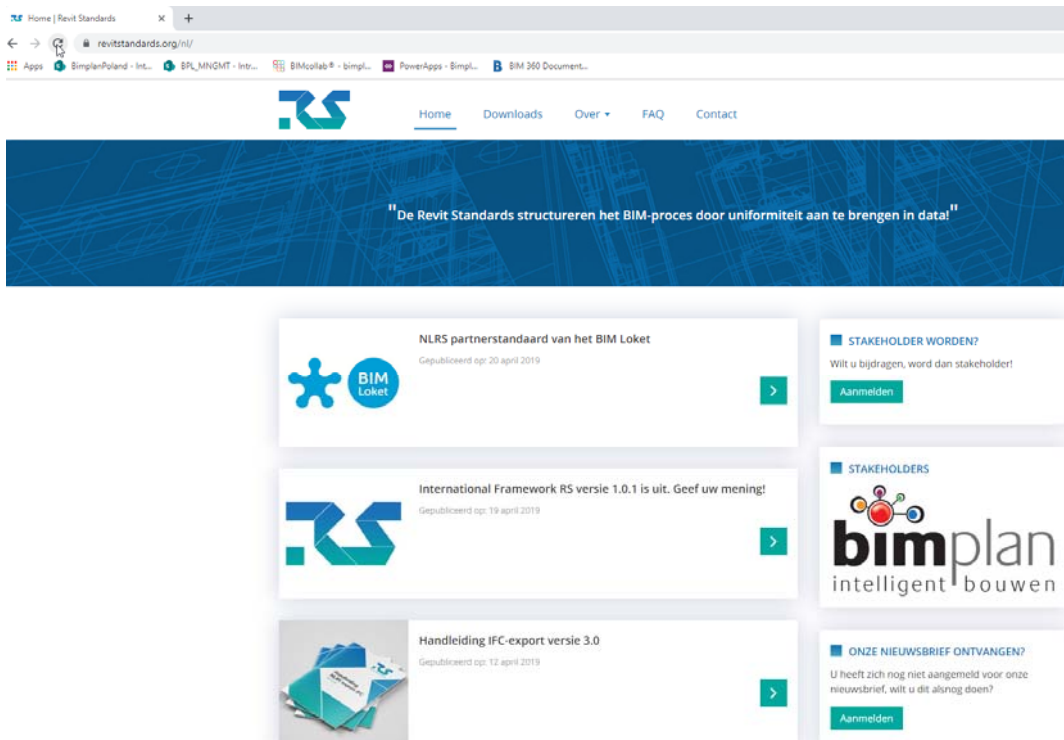 Home | Revit Standards
revitstandards.org/nl/
Apps BimplanPoland - Int... BPL_MNGMT - Intr... BIMcollab® - bimpl... PowerApps - Bimpl... BIM 360 Document...
RS
Home Downloads Over FAQ Contact
"De Revit Standards structureren het BIM-proces door uniformiteit aan te brengen in data!"
BIM
Loket
NLRS partnerstandaard van het BIM Loket
Gepubliceerd op: 20 april 2019
STAKEHOLDER WORDEN?
Wilt u bijdragen, word dan stakeholder!
Aanmelden
RS
International Framework RS versie 1.0.1 is uit. Geef uw mening!
Gepubliceerd op: 19 april 2019
STAKEHOLDERS
bimplan
intelligent bouwen
Handleiding IFC-export versie 3.0
Gepubliceerd op: 12 april 2019
ONZE NIEUWSBRIEF ONTVANGEN?
U heeft zich nog niet aangemeld voor onze
nieuwsbrief, wilt u dit alsnog doen?
Aanmelden